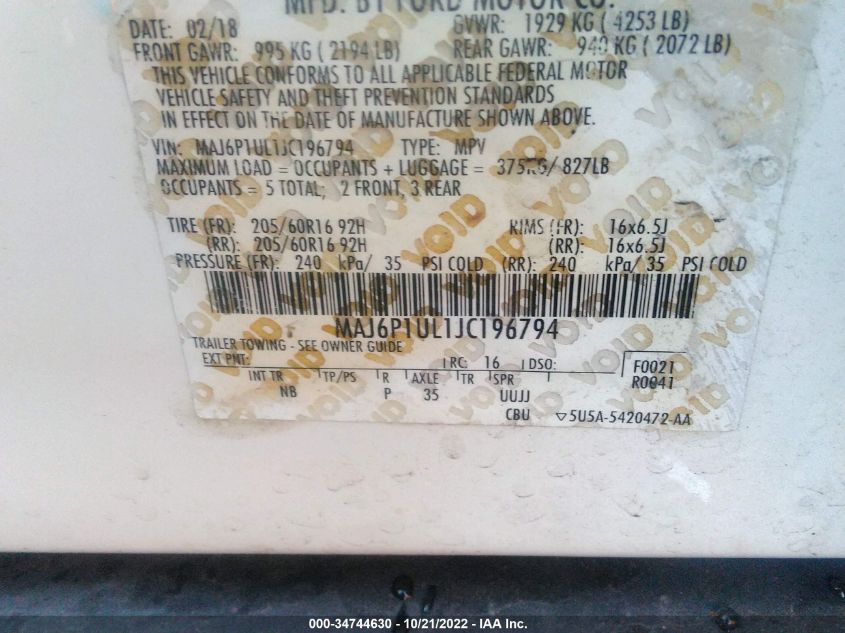 MFD. BY FORD MOTOR CO.
DATE: 02/18 GVWR: 1929 KG ( 4253 LB)
FRONT GAWR: 995 KG ( 2194 LB) REAR GAWR: 940 KG ( 2072 LB)
THIS VEHICLE CONFORMS TO ALL APPLICABLE FEDERAL MOTOR
VEHICLE SAFETY AND THEFT PREVENTION STANDARDS
IN EFFECT ON THE DATE OF MANUFACTURE SHOWN ABOVE.
VIN: MAJ6P1UL1JC196794 TYPE: MPV
MAXIMUM LOAD = OCCUPANTS + LUGGAGE = 375KG/ 827LB
OCCUPANTS = 5 TOTAL; 2 FRONT, 3 REAR
TIRE (FR): 205/60R16 92H RIMS (FR): 16x6.5J
(RR): 205/60R16 92H (RR): 16x6.5J
PRESSURE (FR): 240 kPa/ 35 PSI COLD (RR): 240 kPa/ 35 PSI COLD
MAJ6P1UL1JC196794
TRAILER TOWING - SEE OWNER GUIDE
EXT PNT: RC: 16 DSO: F0021
INT TR TP/PS R AXLE TR SPR R0041
NB P 35 UUJJ
CBU 5U5A-5420472-AA
000-34744630 - 10/21/2022 - IAA Inc.